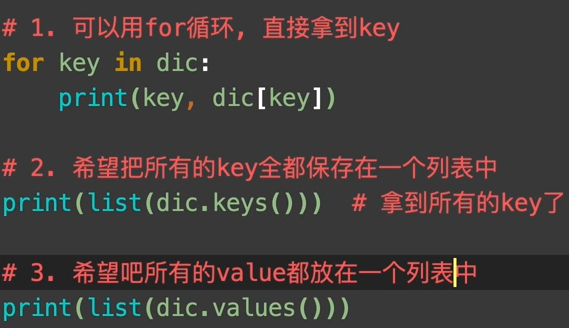 # 1. 可以用for循环, 直接拿到key
for key in dic:
    print(key, dic[key])
# 2. 希望把所有的key全都保存在一个列表中
print(list(dic.keys()))  # 拿到所有的key了
# 3. 希望吧所有的value都放在一个列表中
print(list(dic.values()))